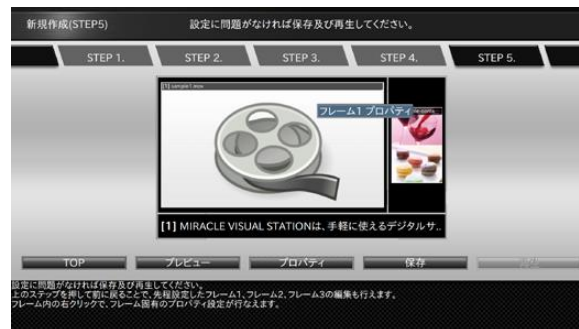 新規作成(STEP5)
設定に問題がなければ保存及び再生してください。
STEP 1.
STEP 2.
STEP 3.
STEP 4.
STEP 5.
[1] sample1.mov
フレーム1 プロパティ
[1] MIRACLE VISUAL STATIONは、手軽に使えるデジタルサ..
TOP
プレビュー
プロパティ
保存
設定に問題がなければ保存及び再生してください。
上のステップを押して前に戻ることで、先程設定したフレーム1、フレーム2、フレーム3の編集も行えます。
フレーム内の右クリックで、フレーム固有のプロパティ設定が行なえます。